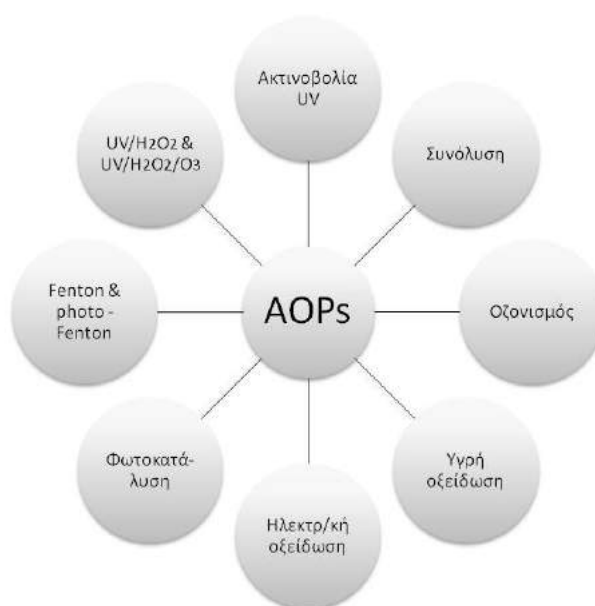 Ακτινοβολία
UV
UV/H2O2 &
UV/H2O2/O3
Συνόλυση
Fenton &
photo -
Fenton
AOPs
Οζονισμός
Φωτοκατά-
λυση
Υγρή
οξείδωση
Ηλεκτρ/κή
οξείδωση